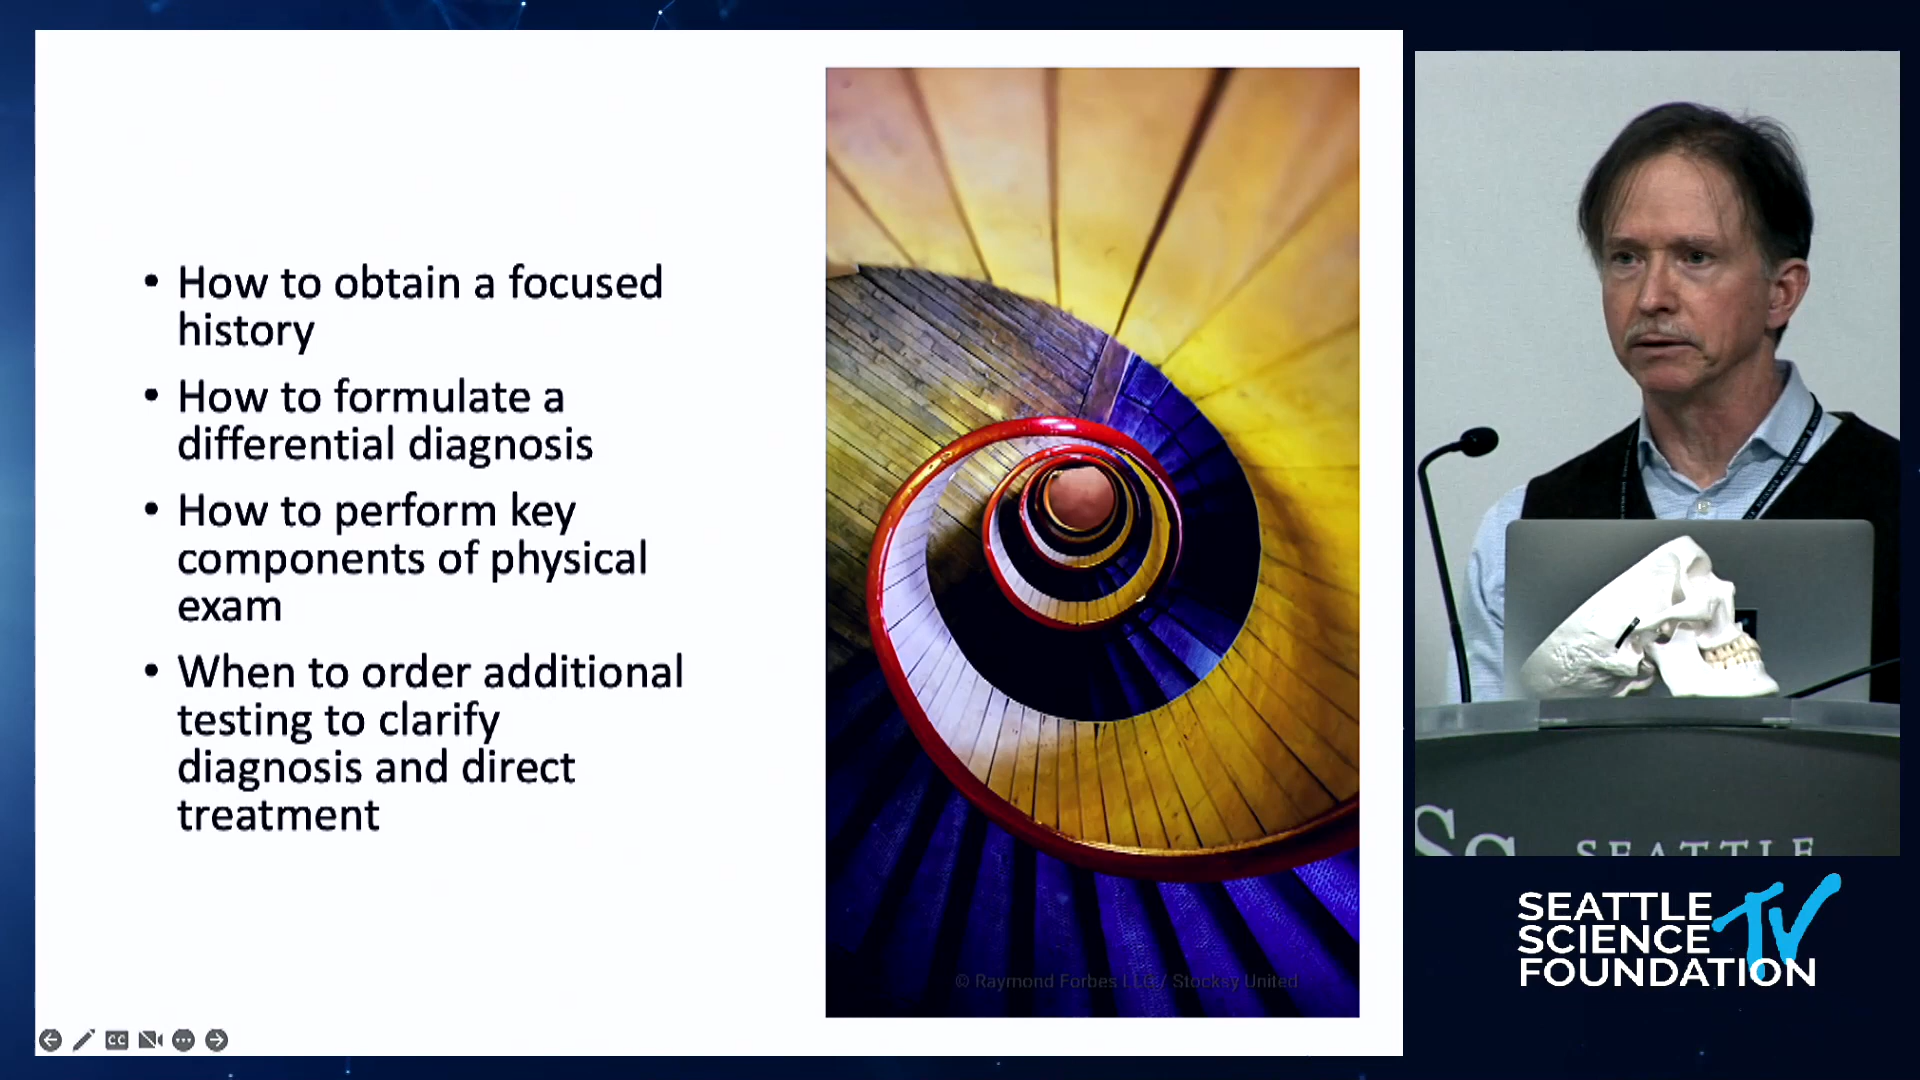 • How to obtain a focused
history
• How to formulate a
differential diagnosis
• How to perform key
components of physical
exam
• When to order additional
testing to clarify
diagnosis and direct
treatment
© Raymond Forbes LLC / Stocksy United
CC
SEATTLE
SEATTLE
SCIENCE
FOUNDATION
TV